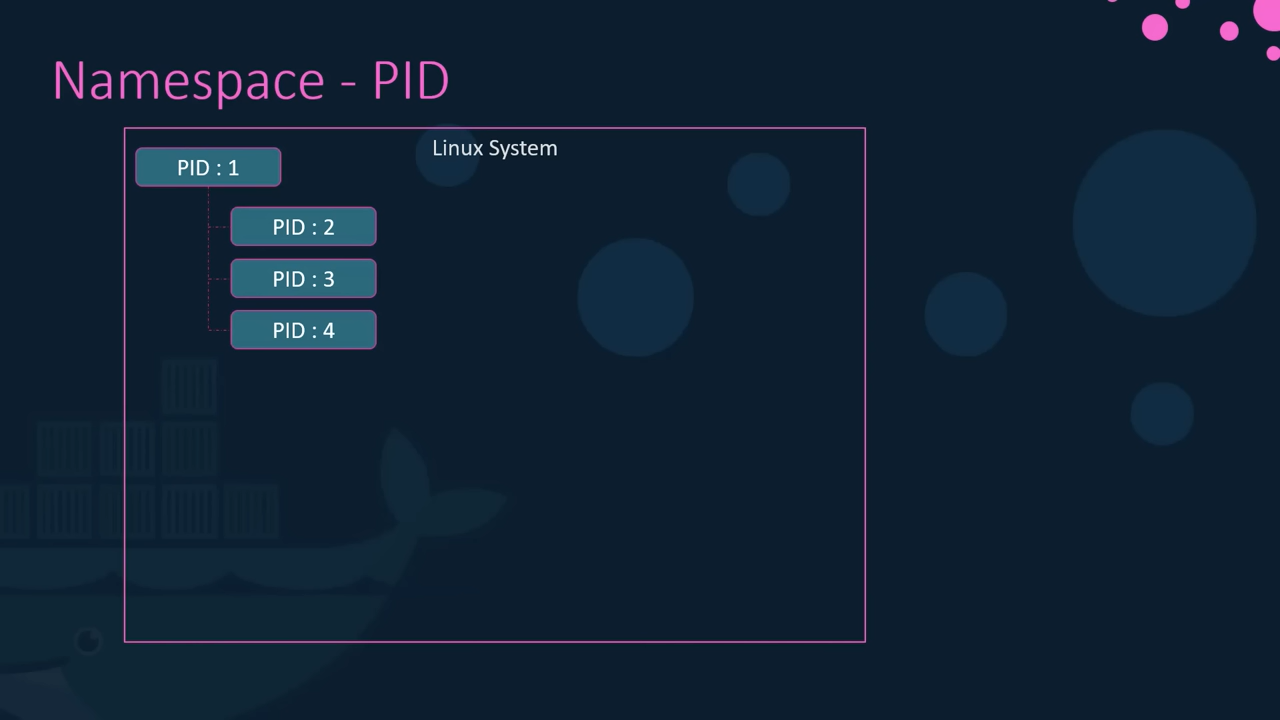 Namespace - PID
Linux System
PID : 1
PID : 2
PID : 3
PID : 4